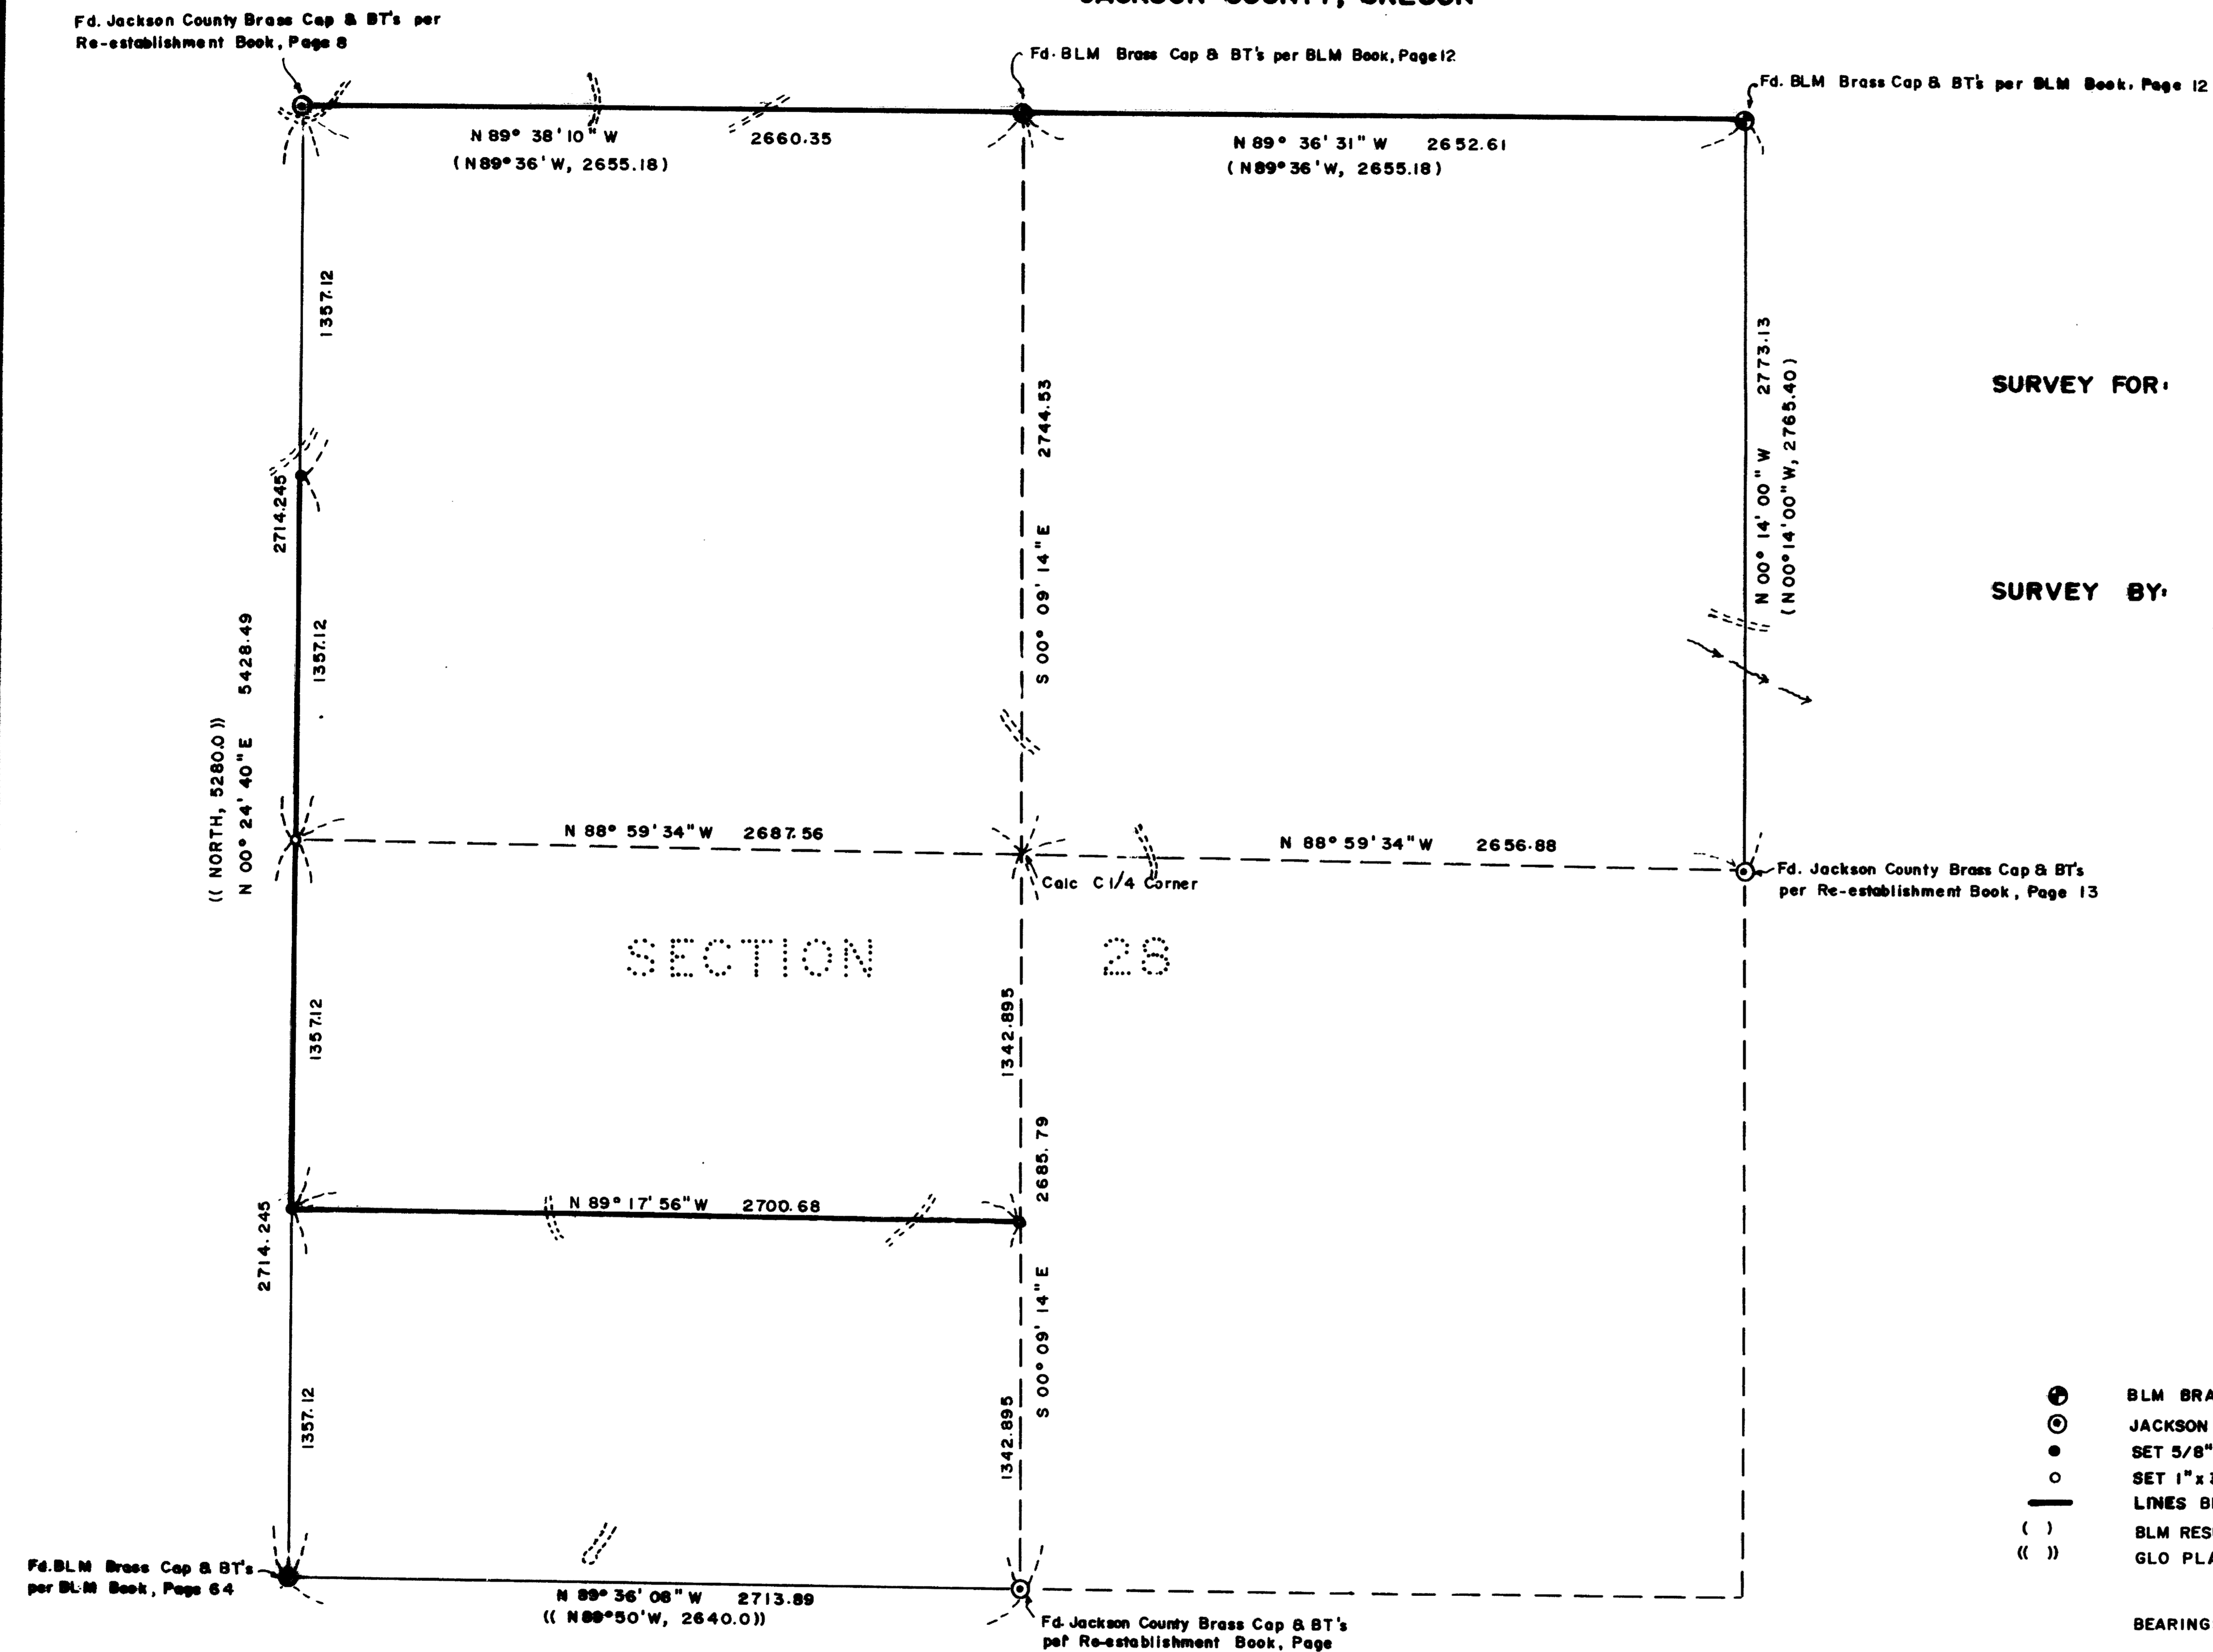 Fd. Jackson County Brass Cap & BT's per
Re-establishment Book, Page 8
Fd. BLM Brass Cap & BT's per BLM Book, Page 12
Fd. BLM Brass Cap & BT's per BLM Book, Page 12
N 89° 38' 10" W 2660.35
(N89°36'W, 2655.18)
N 89° 36' 31" W 2652.61
(N89°36'W, 2655.18)
1357.12
2744.53
N 00° 14' 00" W 2773.13
(N00°14'00"W, 2765.40)
SURVEY FOR:
2714.245
S 00° 09' 14" E
SURVEY BY:
1357.12
(( NORTH, 5280.0 ))
N 00° 24' 40" E 5428.49
N 88° 59' 34" W 2687.56
N 88° 59' 34" W 2656.88
Calc C 1/4 Corner
Fd. Jackson County Brass Cap & BT's
per Re-establishment Book, Page 13
SECTION 28
1357.12
1342.895
2685.79
N 89° 17' 56" W 2700.68
2714.245
S 00° 09' 14" E
1357.12
1342.895
BLM
JACKSON
SET 5/8"
SET 1" x
LINES
( ) BLM
(( )) GLO
Fd. BLM Brass Cap & BT's
per BLM Book, Page 64
N 89° 36' 08" W 2713.89
(( N89°50'W, 2640.0))
Fd. Jackson County Brass Cap & BT's
per Re-establishment Book, Page
BEARING